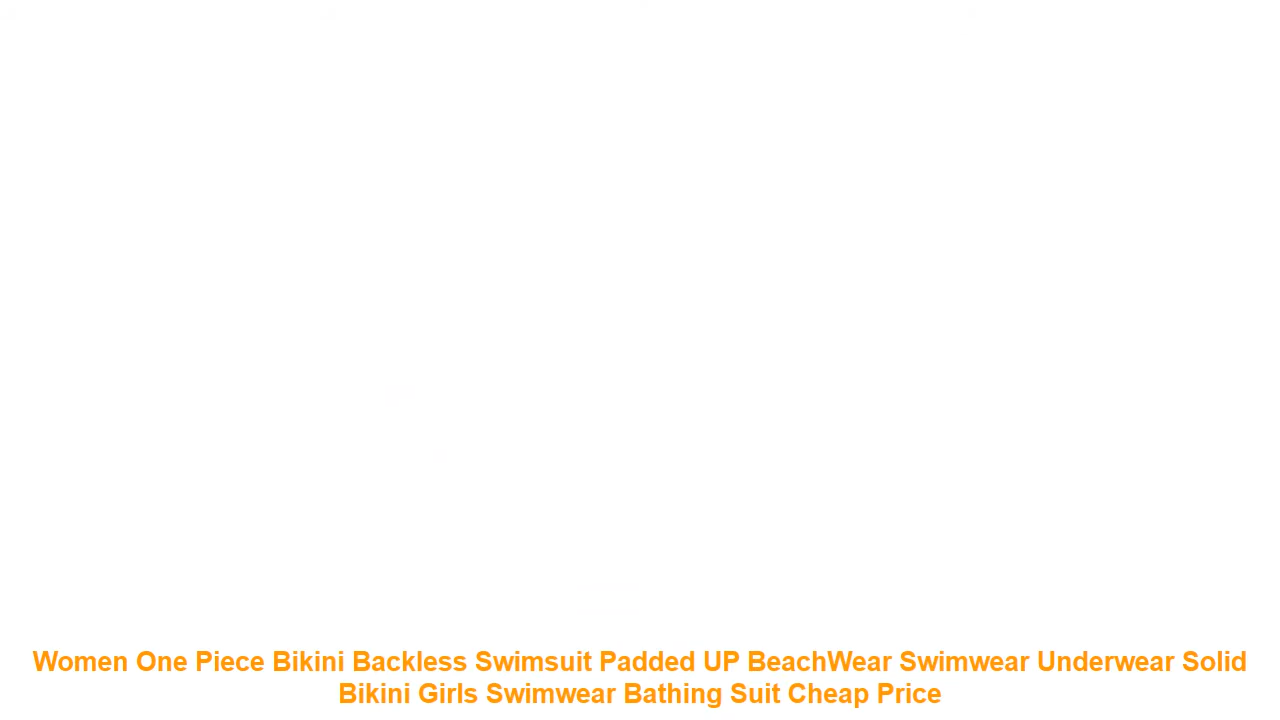 Women One Piece Bikini Backless Swimsuit Padded UP BeachWear Swimwear Underwear Solid
Bikini Girls Swimwear Bathing Suit Cheap Price